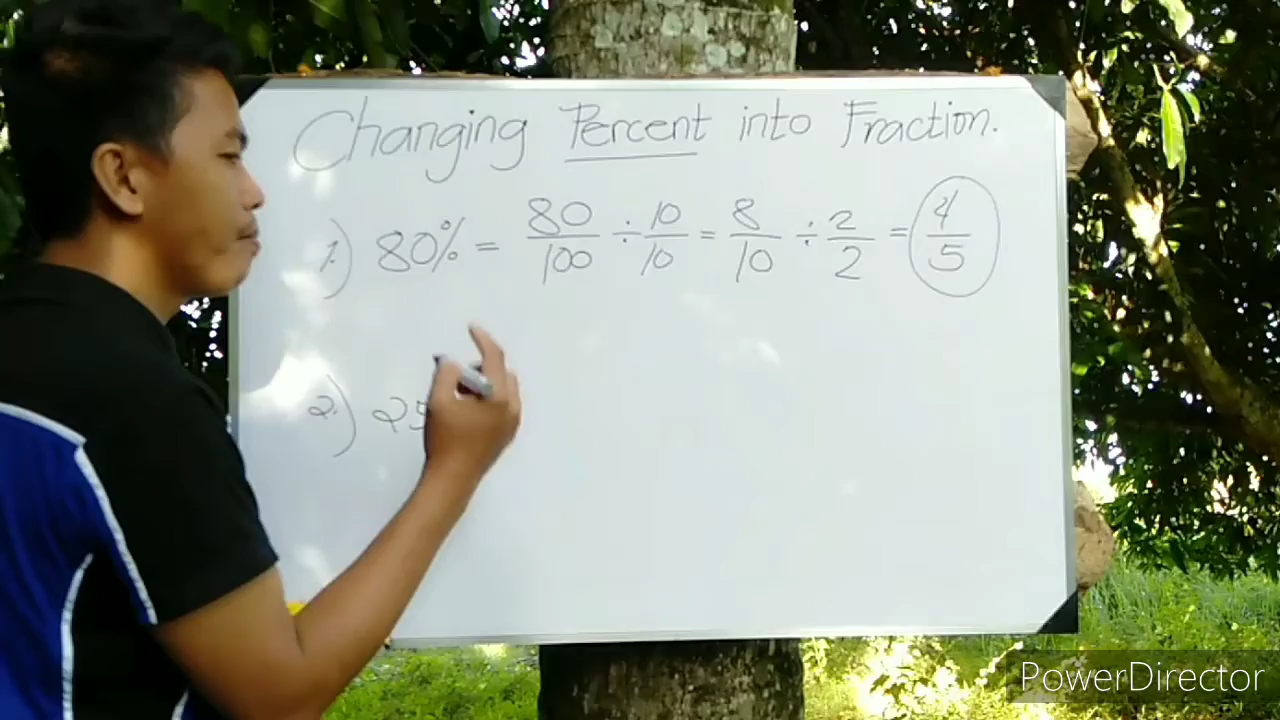 Changing Percent into Fraction.
1.) 80% = 80/100 ÷ 10/10 = 8/10 ÷ 2/2 = 4/5
2.) 25
PowerDirector